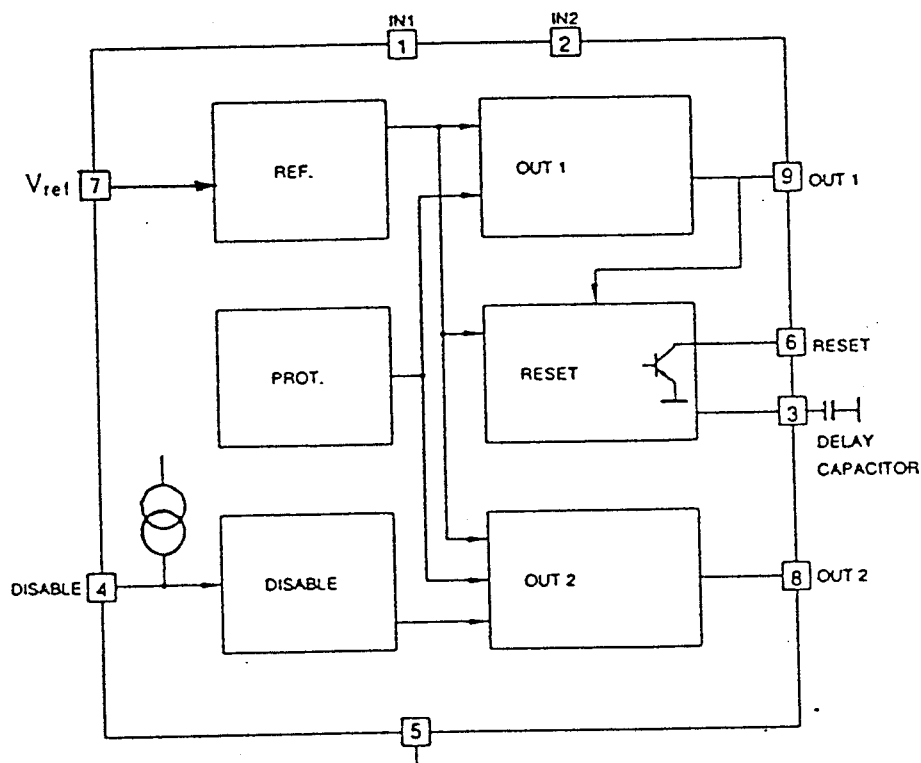 IN1
IN2
1
2
REF.
OUT 1
Vref
7
9
OUT 1
PROT.
RESET
6
RESET
3
DELAY
CAPACITOR
DISABLE
4
DISABLE
OUT 2
8
OUT 2
5